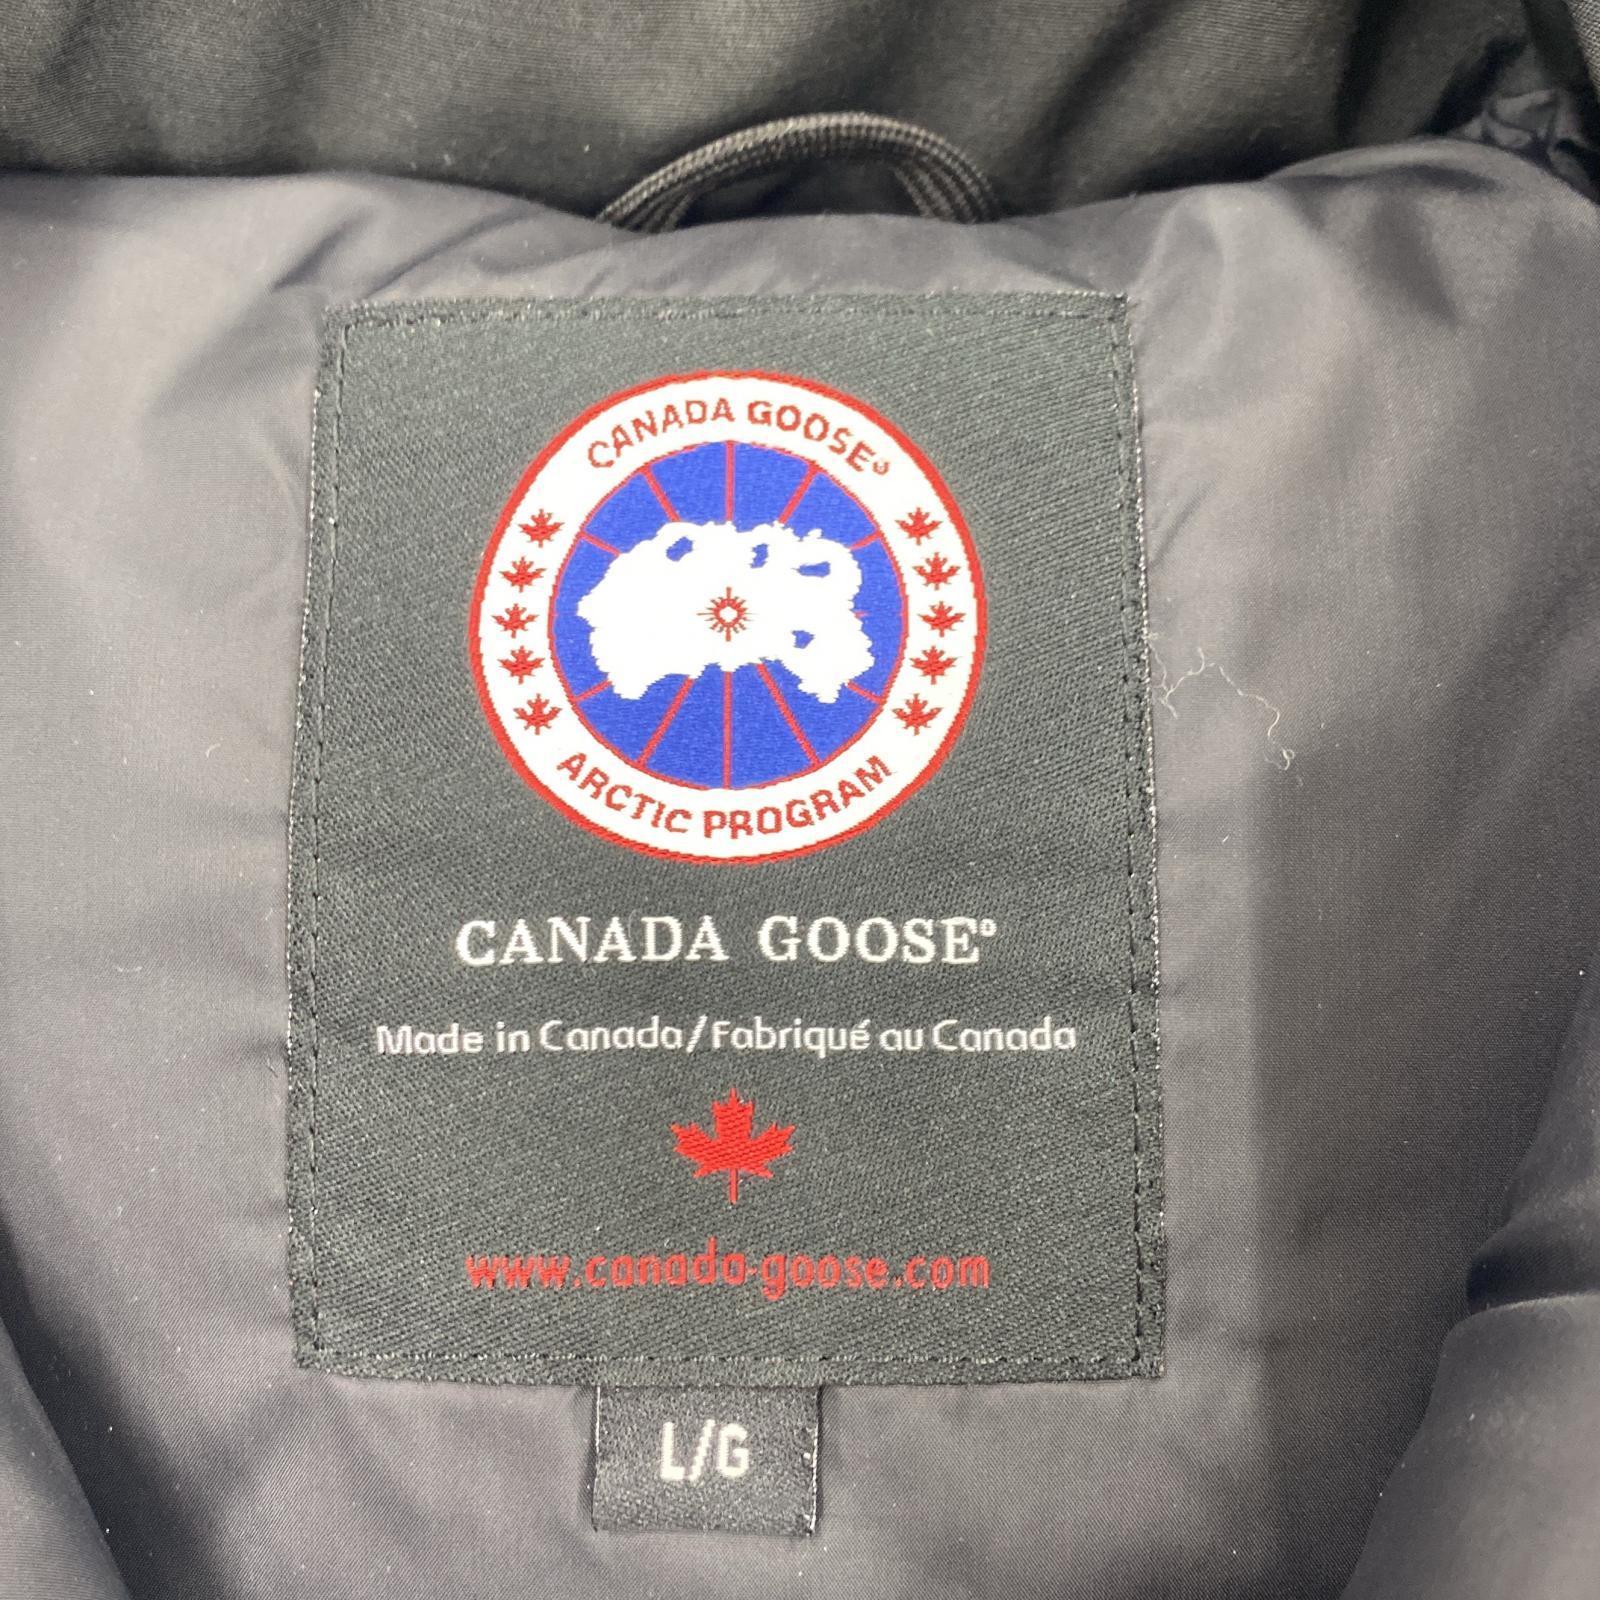 CANADA GOOSE®
ARCTIC PROGRAM
CANADA GOOSE®
Made in Canada/Fabriqué au Canada
www.canada-goose.com
L/G